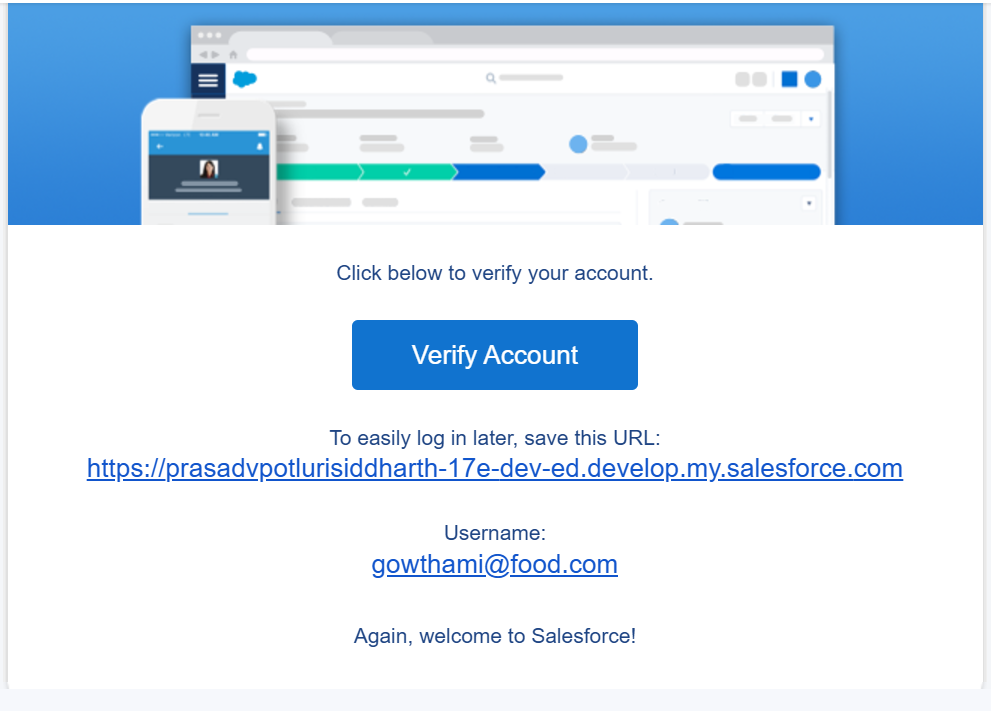 Click below to verify your account.
Verify Account
To easily log in later, save this URL:
https://prasadvpotlurisiddharth-17e-dev-ed.develop.my.salesforce.com
Username:
gowthami@food.com
Again, welcome to Salesforce!